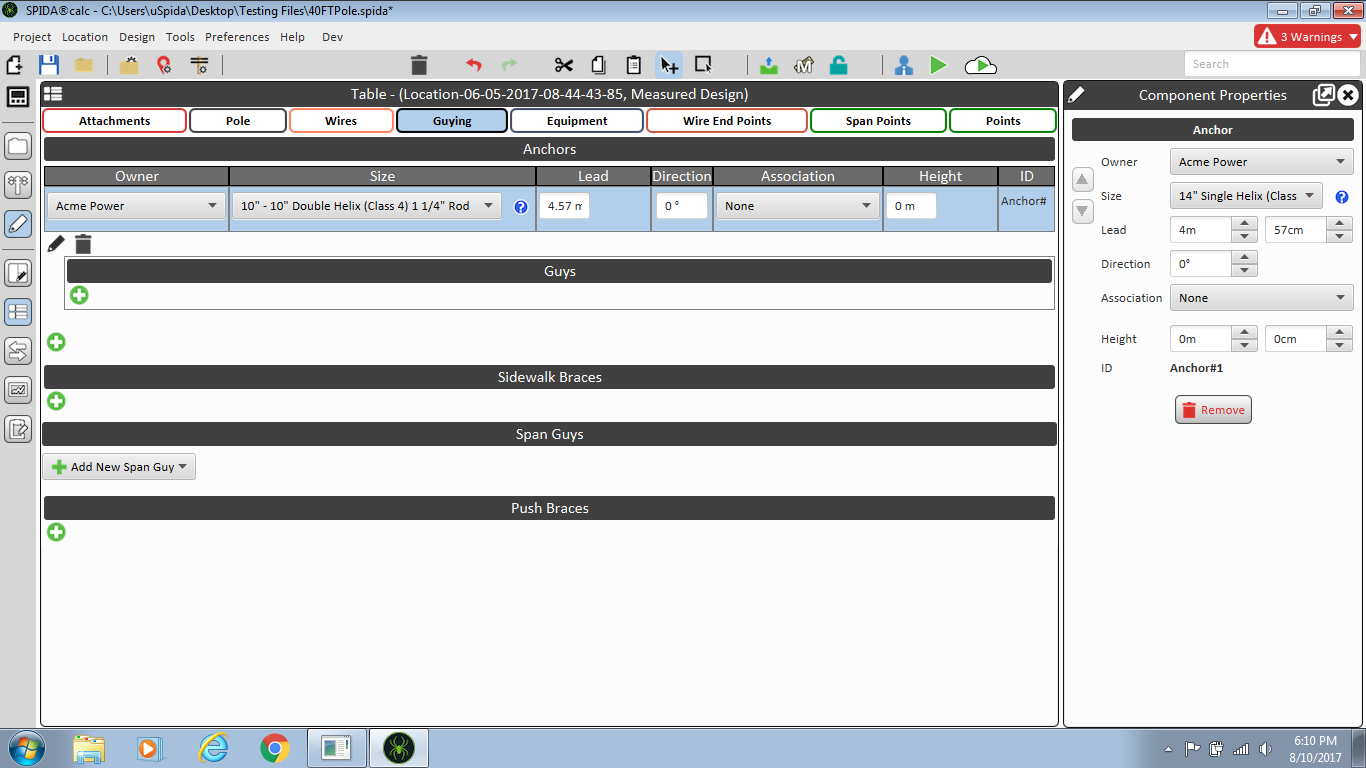 SPIDA®calc - C:\Users\uSpida\Desktop\Testing Files\40FTPole.spida*
Project Location Design Tools Preferences Help Dev
3 Warnings
Search
Table - (Location-06-05-2017-08-44-43-85, Measured Design)
Attachments Pole Wires Guying Equipment Wire End Points Span Points Points
Anchors
Owner Size Lead Direction Association Height ID
Acme Power 10" - 10" Double Helix (Class 4) 1 1/4" Rod 4.57 m 0 ° None 0 m Anchor#
Guys
Sidewalk Braces
Span Guys
Add New Span Guy
Push Braces
Component Properties
Anchor
Owner Acme Power
Size 14" Single Helix (Class
Lead 4m 57cm
Direction 0°
Association None
Height 0m 0cm
ID Anchor#1
Remove
6:10 PM
8/10/2017